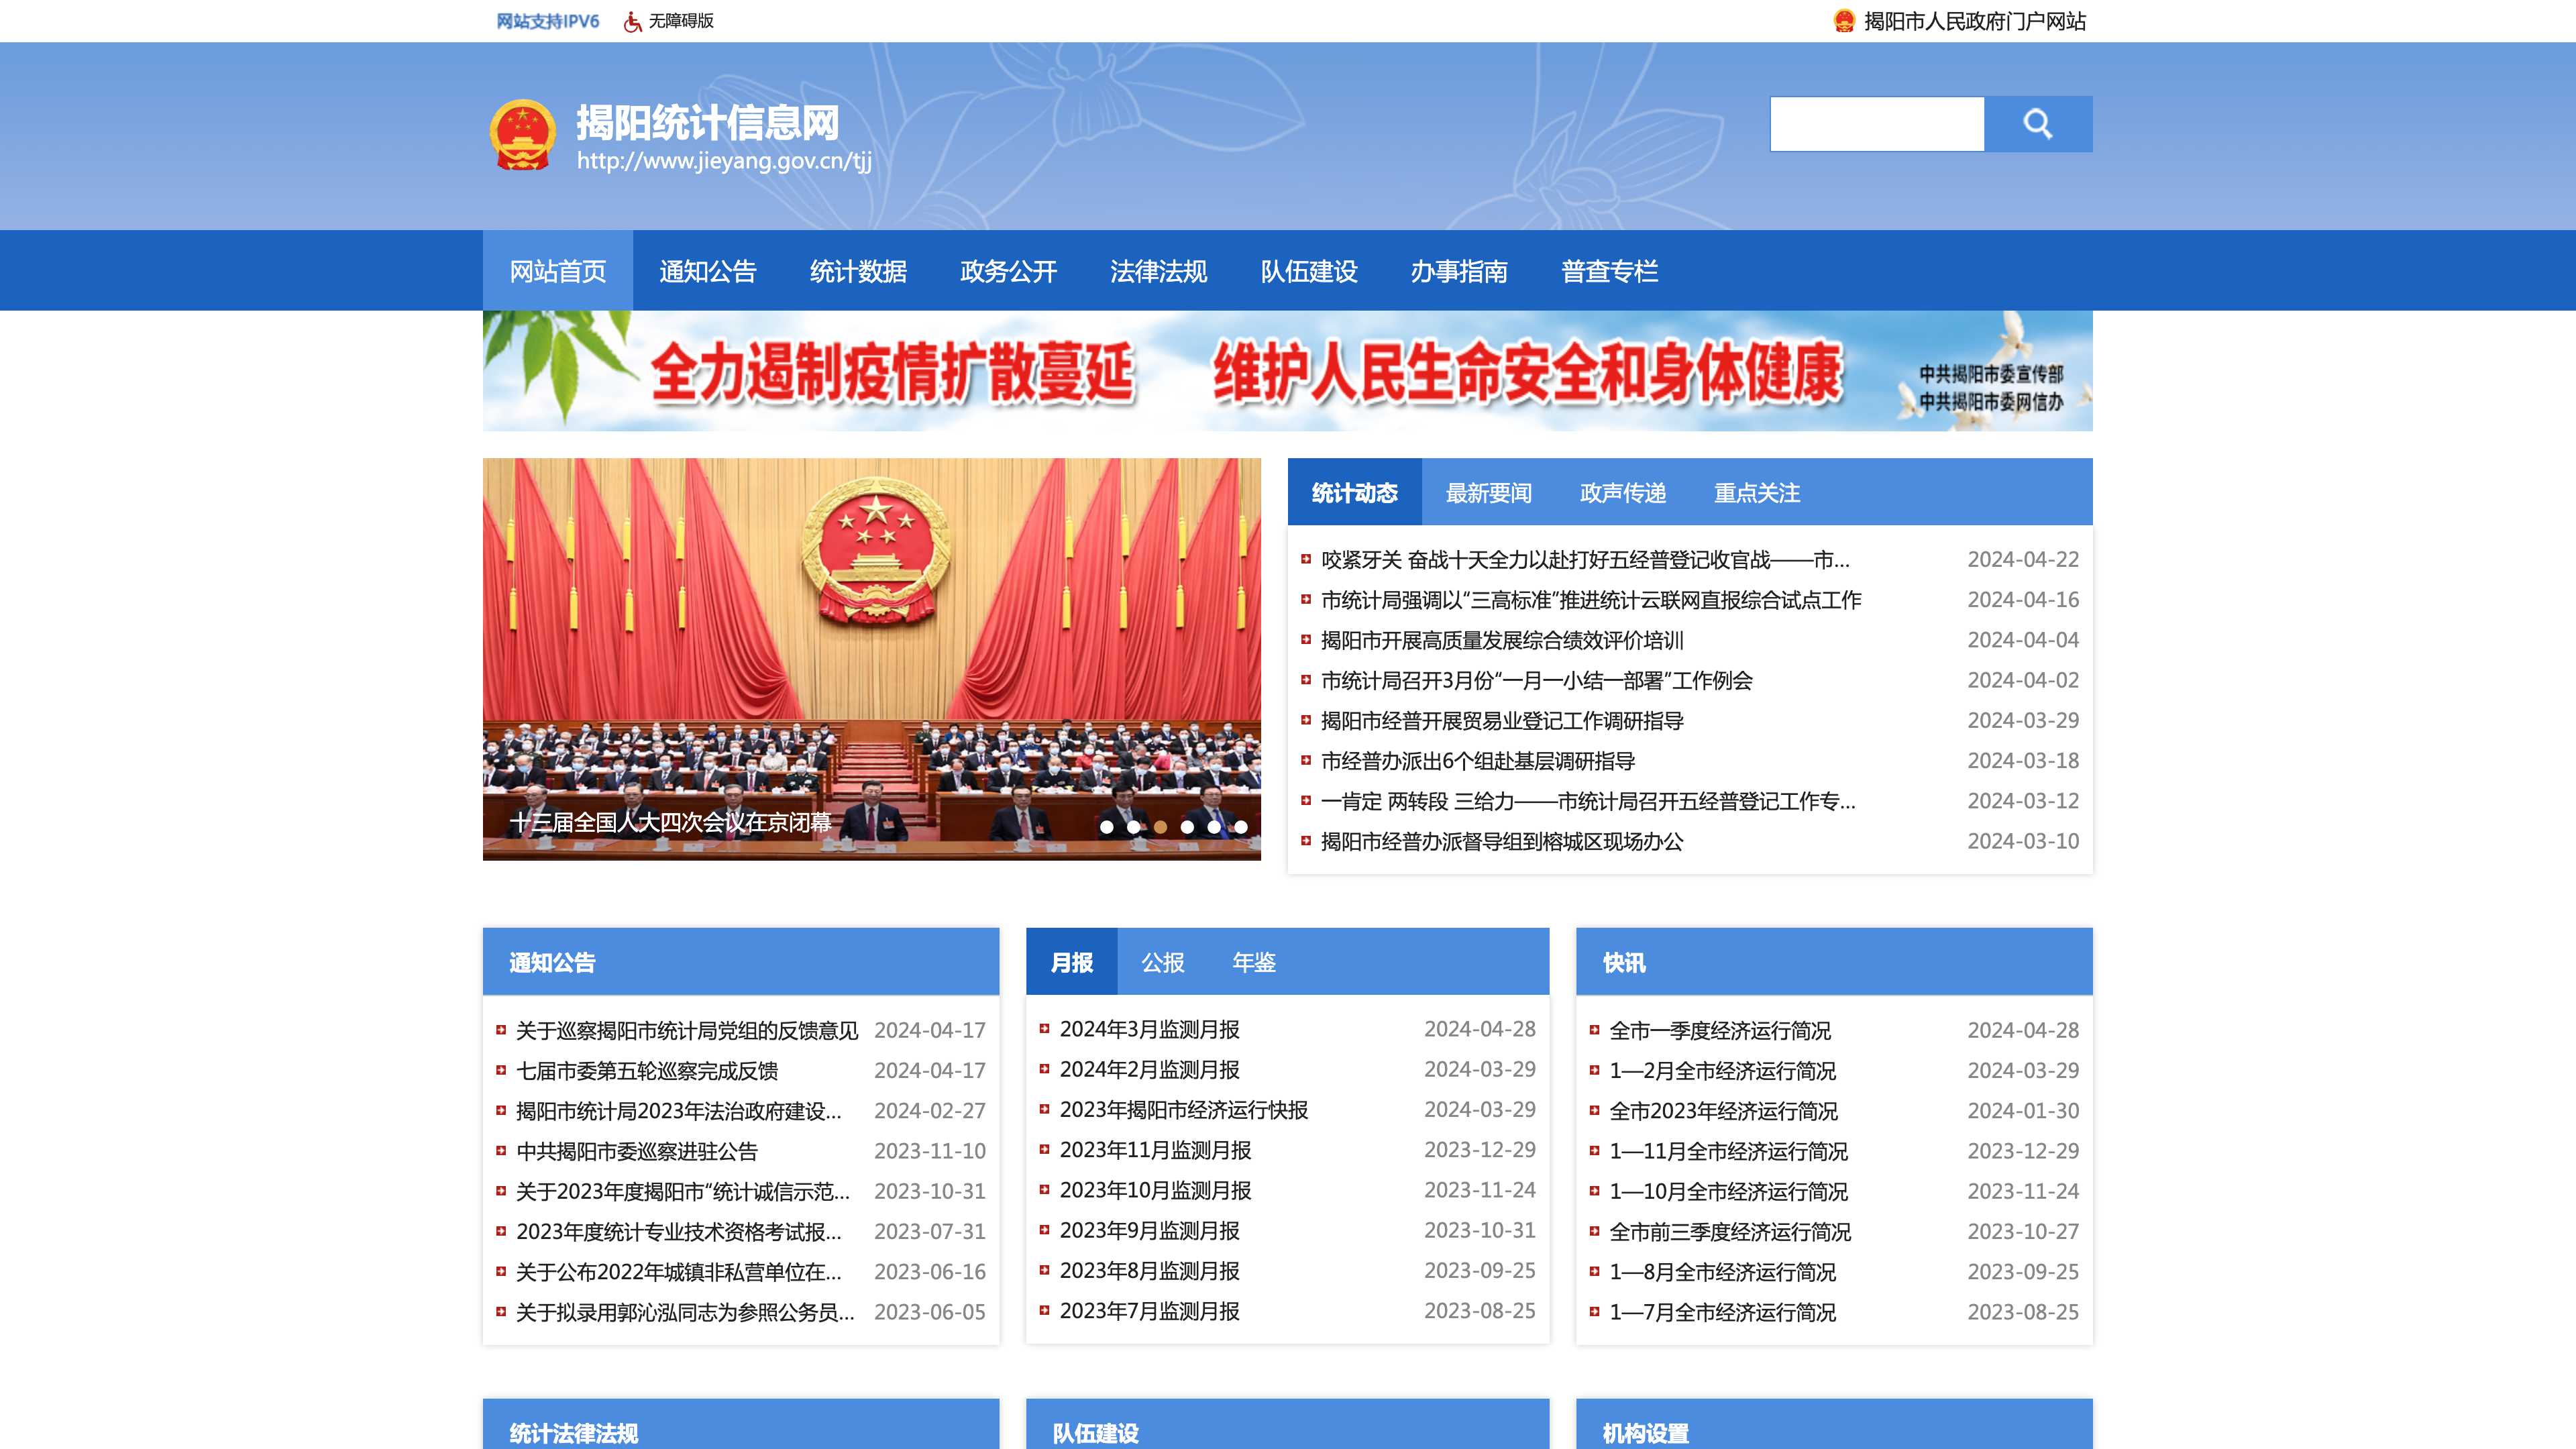 网站支持IPV6 无障碍版 揭阳市人民政府门户网站
揭阳统计信息网
http://www.jieyang.gov.cn/tjj
网站首页 通知公告 统计数据 政务公开 法律法规 队伍建设 办事指南 普查专栏
全力遏制疫情扩散蔓延 维护人民生命安全和身体健康
中共揭阳市委宣传部
中共揭阳市委网信办
十三届全国人大四次会议在京闭幕
统计动态 最新要闻 政声传递 重点关注
咬紧牙关 奋战十天全力以赴打好五经普登记收官战——市... 2024-04-22
市统计局强调以“三高标准”推进统计云联网直报综合试点工作 2024-04-16
揭阳市开展高质量发展综合绩效评价培训 2024-04-04
市统计局召开3月份“一月一小结一部署”工作例会 2024-04-02
揭阳市经普开展贸易业登记工作调研指导 2024-03-29
市经普办派出6个组赴基层调研指导 2024-03-18
一肯定 两转段 三给力——市统计局召开五经普登记工作专... 2024-03-12
揭阳市经普办派督导组到榕城区现场办公 2024-03-10
通知公告
关于巡察揭阳市统计局党组的反馈意见 2024-04-17
七届市委第五轮巡察完成反馈 2024-04-17
揭阳市统计局2023年法治政府建设... 2024-02-27
中共揭阳市委巡察进驻公告 2023-11-10
关于2023年度揭阳市“统计诚信示范... 2023-10-31
2023年度统计专业技术资格考试报... 2023-07-31
关于公布2022年城镇非私营单位在... 2023-06-16
关于拟录用郭沁泓同志为参照公务员... 2023-06-05
月报 公报 年鉴
2024年3月监测月报 2024-04-28
2024年2月监测月报 2024-03-29
2023年揭阳市经济运行快报 2024-03-29
2023年11月监测月报 2023-12-29
2023年10月监测月报 2023-11-24
2023年9月监测月报 2023-10-31
2023年8月监测月报 2023-09-25
2023年7月监测月报 2023-08-25
快讯
全市一季度经济运行简况 2024-04-28
1—2月全市经济运行简况 2024-03-29
全市2023年经济运行简况 2024-01-30
1—11月全市经济运行简况 2023-12-29
1—10月全市经济运行简况 2023-11-24
全市前三季度经济运行简况 2023-10-27
1—8月全市经济运行简况 2023-09-25
1—7月全市经济运行简况 2023-08-25
统计法律法规 队伍建设 机构设置